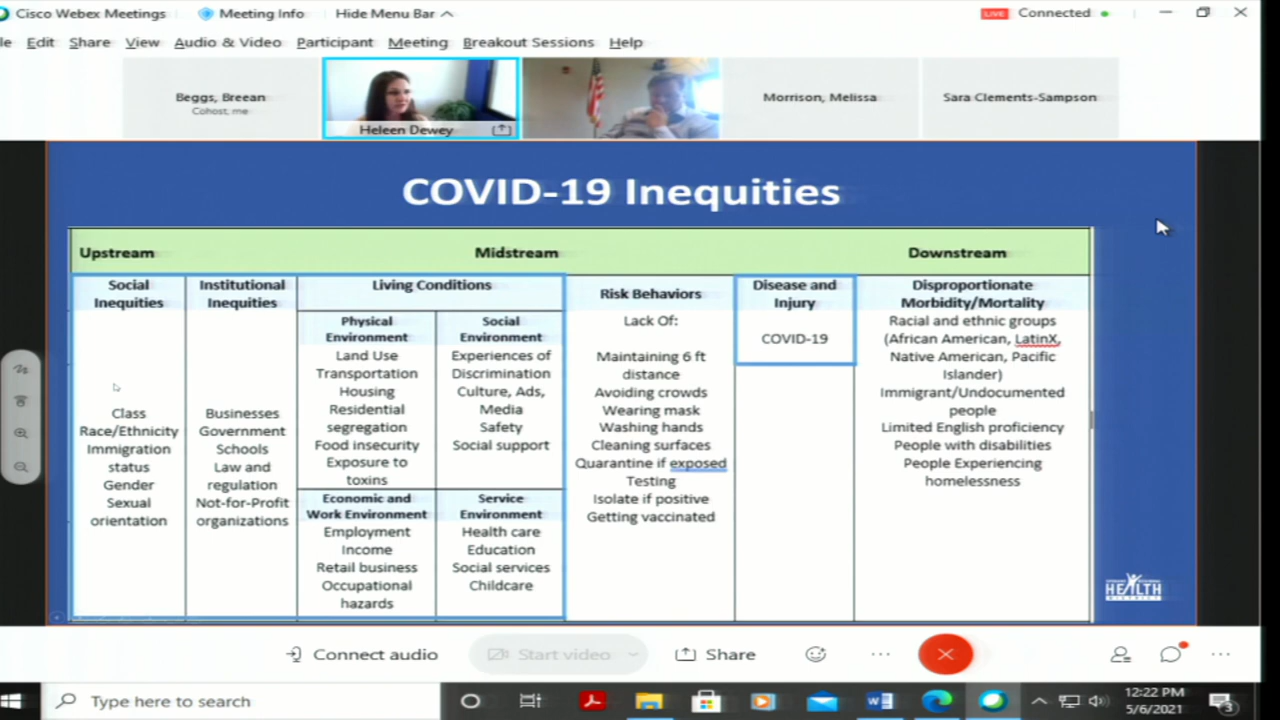 Cisco Webex Meetings
Meeting Info
Hide Menu Bar
LIVE
Connected
le Edit Share View Audio & Video Participant Meeting Breakout Sessions Help
Beggs, Breean
Cohost, me
Heleen Dewey
Morrison, Melissa
Sara Clements-Sampson
COVID-19 Inequities
Upstream
Midstream
Downstream
Social
Inequities
Class
Race/Ethnicity
Immigration
status
Gender
Sexual
orientation
Institutional
Inequities
Businesses
Government
Schools
Law and
regulation
Not-for-Profit
organizations
Living Conditions
Physical
Environment
Land Use
Transportation
Housing
Residential
segregation
Food insecurity
Exposure to
toxins
Social
Environment
Experiences of
Discrimination
Culture, Ads,
Media
Safety
Social support
Economic and
Work Environment
Employment
Income
Retail business
Occupational
hazards
Service
Environment
Health care
Education
Social services
Childcare
Risk Behaviors
Lack Of:
Maintaining 6 ft
distance
Avoiding crowds
Wearing mask
Washing hands
Cleaning surfaces
Quarantine if exposed
Testing
Isolate if positive
Getting vaccinated
Disease and
Injury
COVID-19
Disproportionate
Morbidity/Mortality
Racial and ethnic groups
(African American, LatinX,
Native American, Pacific
Islander)
Immigrant/Undocumented
people
Limited English proficiency
People with disabilities
People Experiencing
homelessness
HEALTH
Connect audio
Start video
Share
Type here to search
12:22 PM
5/6/2021
3